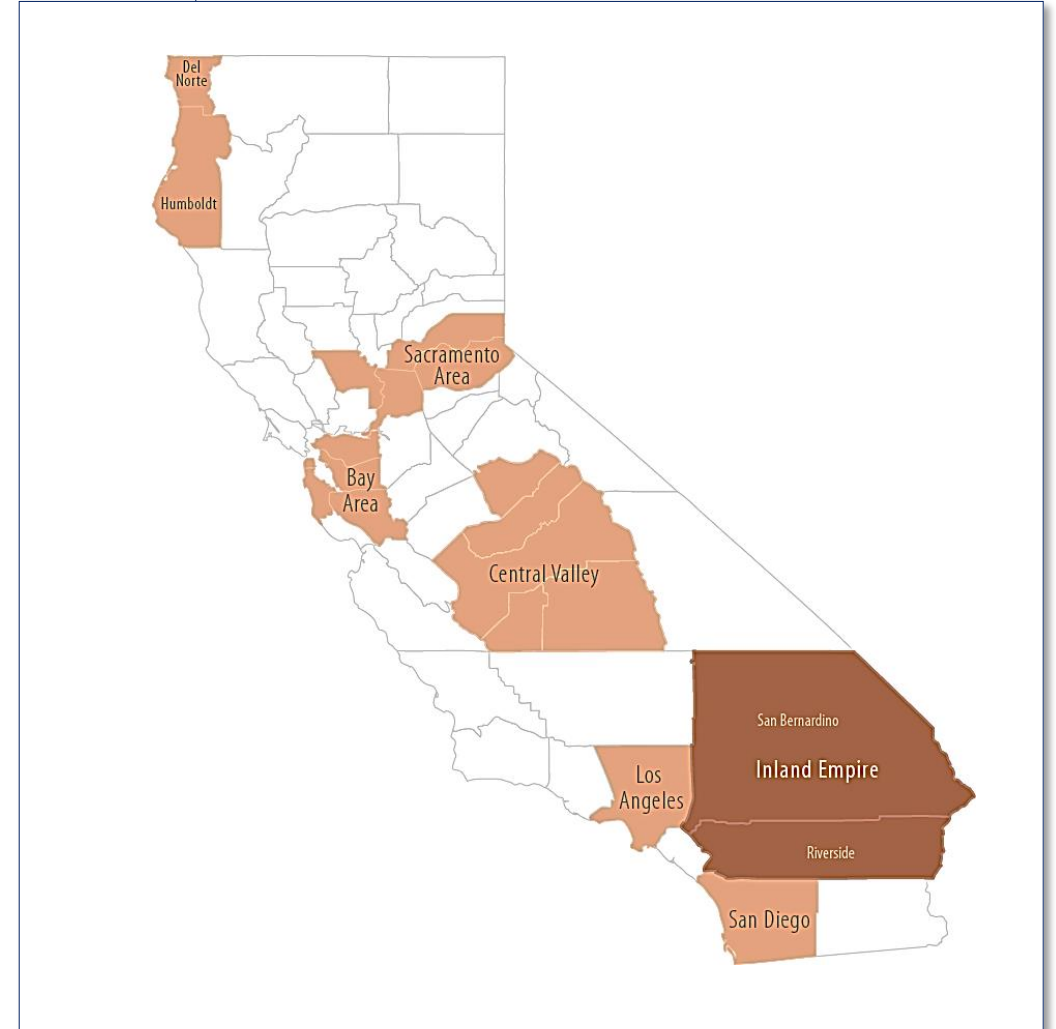 Del
Norte
Humboldt
Sacramento
Area
Bay
Area
Central Valley
San Bernardino
Inland Empire
Los
Angeles
Riverside
San Diego